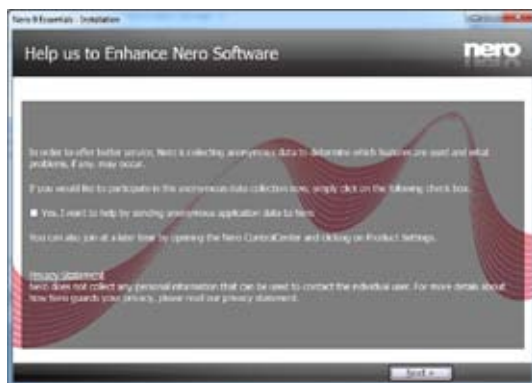 Nero 9 Essentials - Installation
Help us to Enhance Nero Software
nero
In order to offer better service, Nero is collecting anonymous data to determine which features are used and what
problems, if any, may occur.
If you would like to participate in this anonymous data collection now, simply click on the following check box.
Yes, I want to help by sending anonymous application data to Nero
You can also join at a later time by opening the Nero ControlCenter and clicking on Product Settings.
Privacy Statement
Nero does not collect any personal information that can be used to contact the individual user. For more details about
how Nero guards your privacy, please read our privacy statement.
Next >